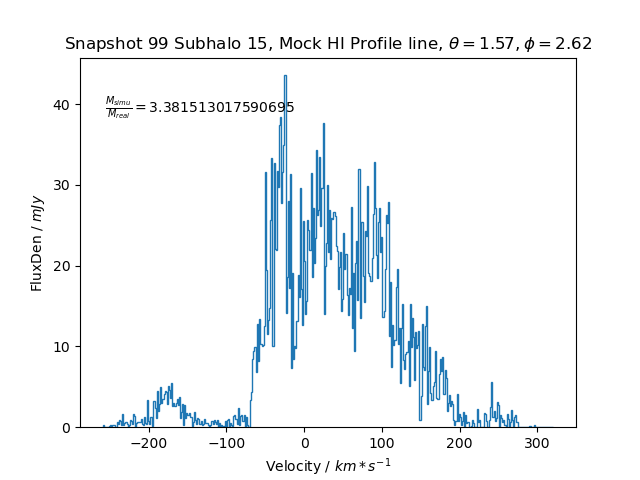 Snapshot 99 Subhalo 15, Mock HI Profile line, θ = 1.57, ϕ = 2.62
M_simu/M_real = 3.381513017590695
FluxDen / mJy
40
30
20
10
0
−200 −100 0 100 200 300
Velocity / km * s⁻¹